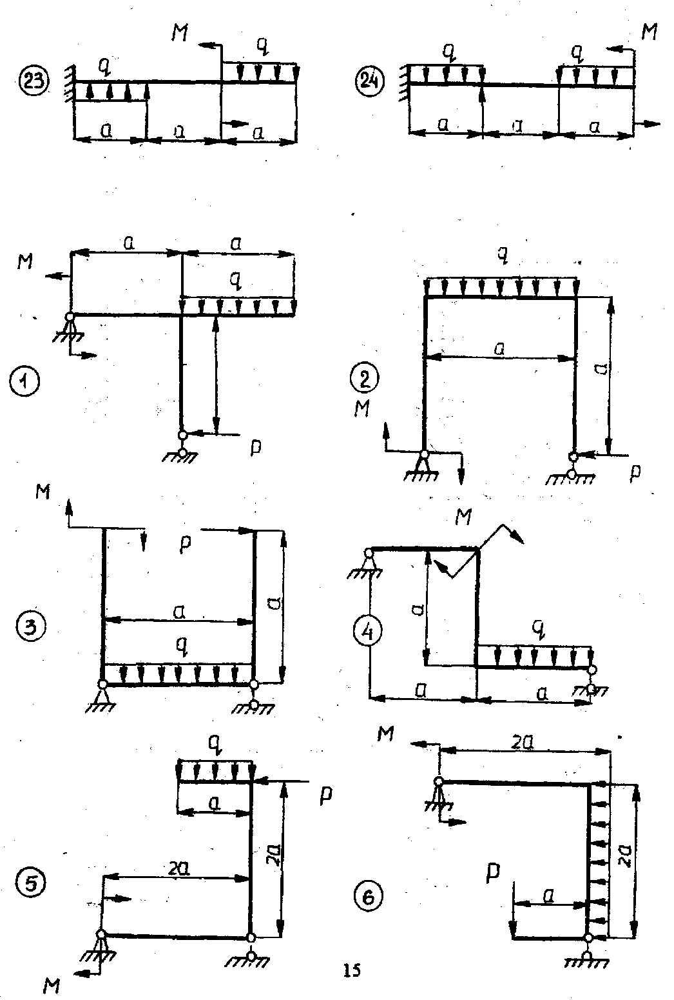 23 M q q a a a
24 M q q a a a
1 M a a q P
2 q a a M P
3 M P a a q
4 M a q a a
5 q P a 2a 2a M
6 M 2a 2a P a
15